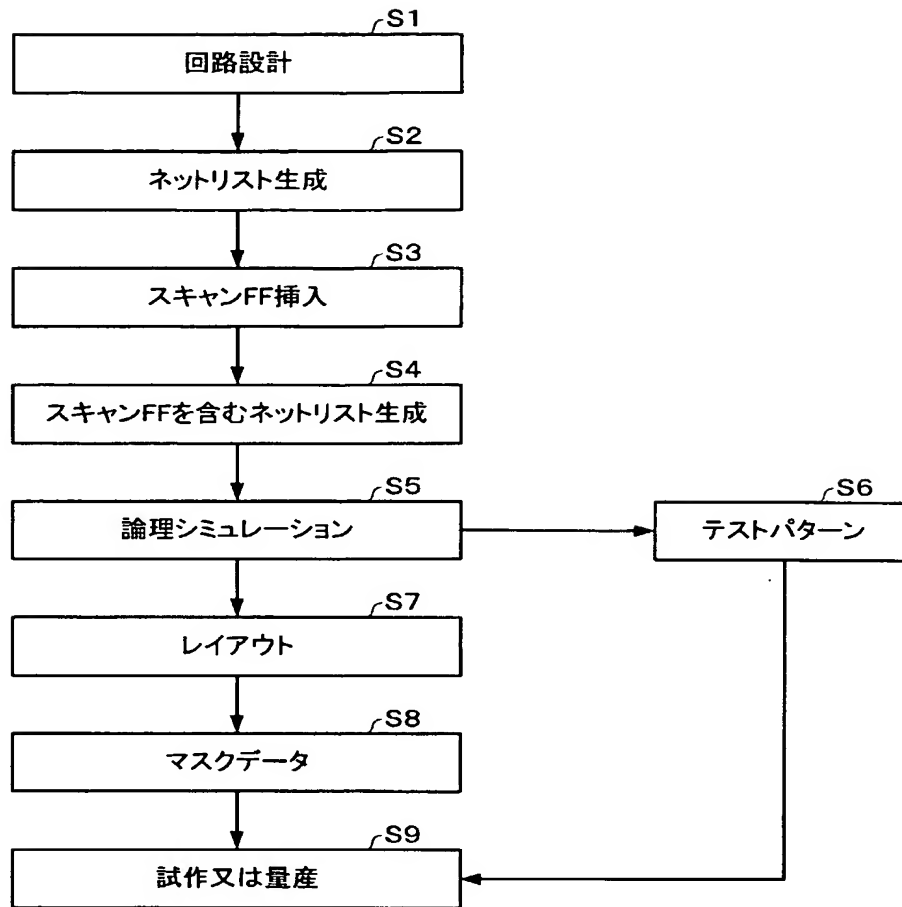 S1
回路設計
S2
ネットリスト生成
S3
スキャンFF挿入
S4
スキャンFFを含むネットリスト生成
S5
論理シミュレーション
S6
テストパターン
S7
レイアウト
S8
マスクデータ
S9
試作又は量産